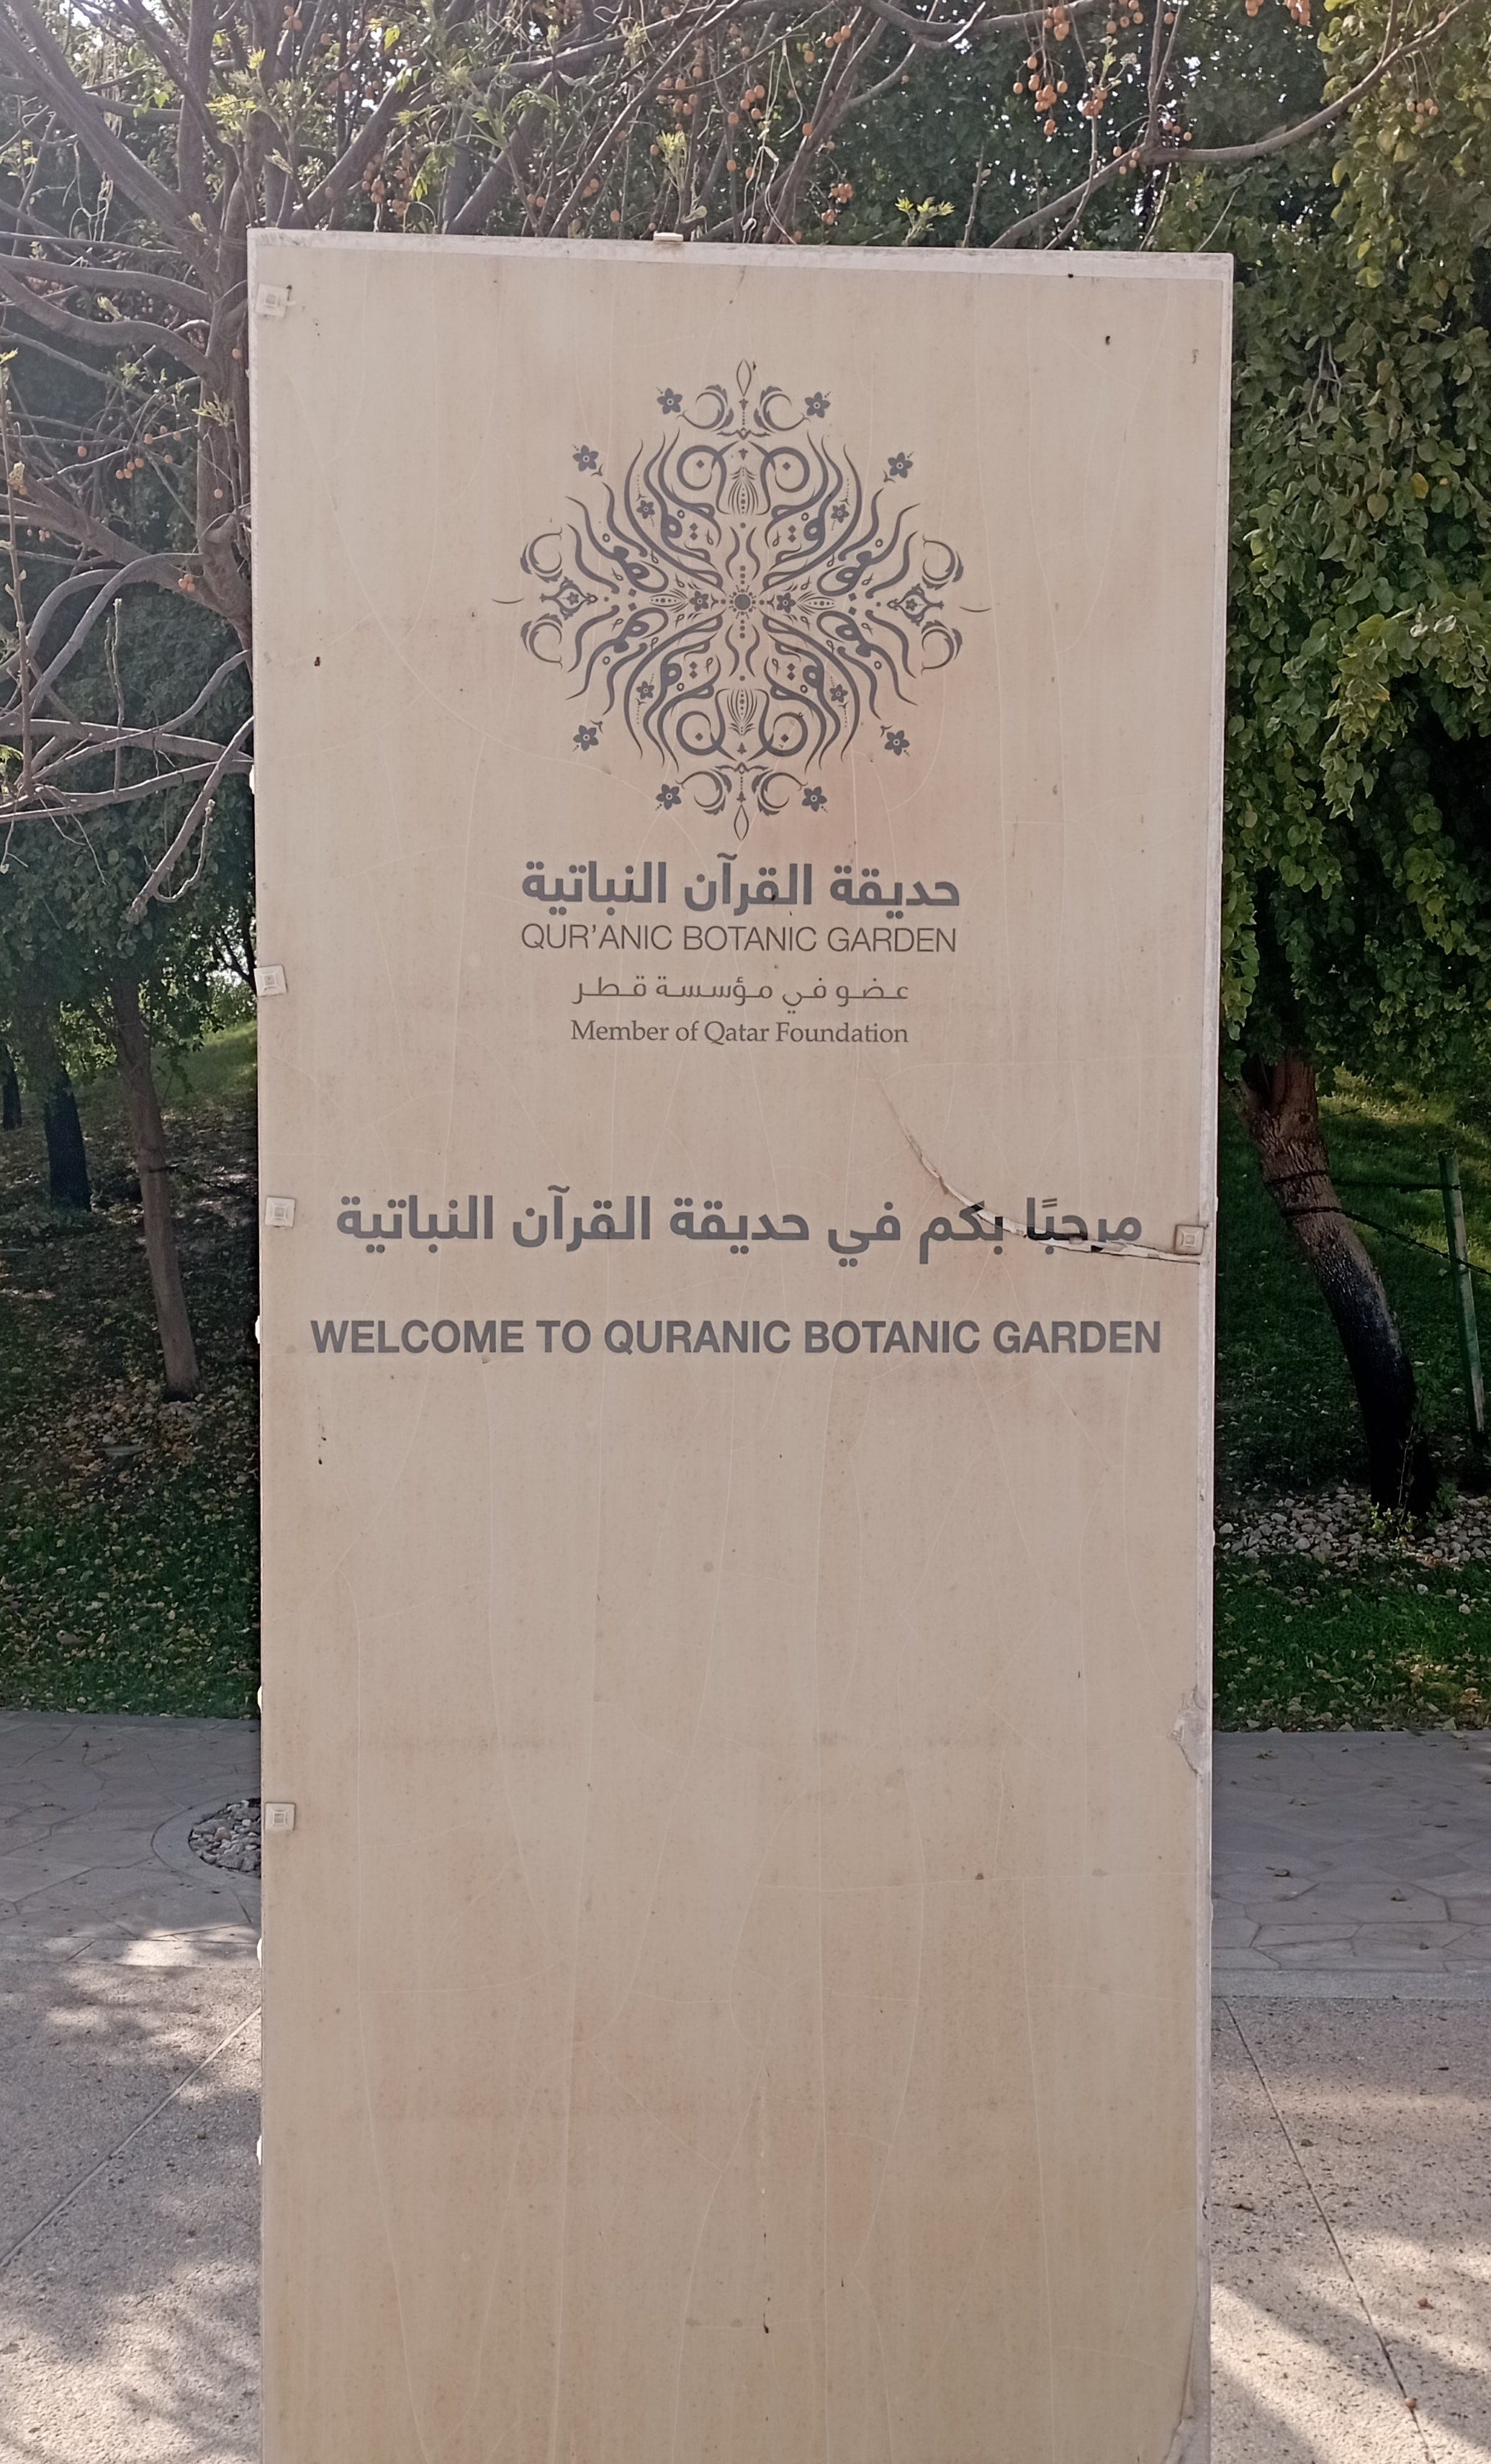 حديقة القرآن النباتية
QUR'ANIC BOTANIC GARDEN
عضو في مؤسسة قطر
Member of Qatar Foundation
مرحبًا بكم في حديقة القرآن النباتية
WELCOME TO QURANIC BOTANIC GARDEN